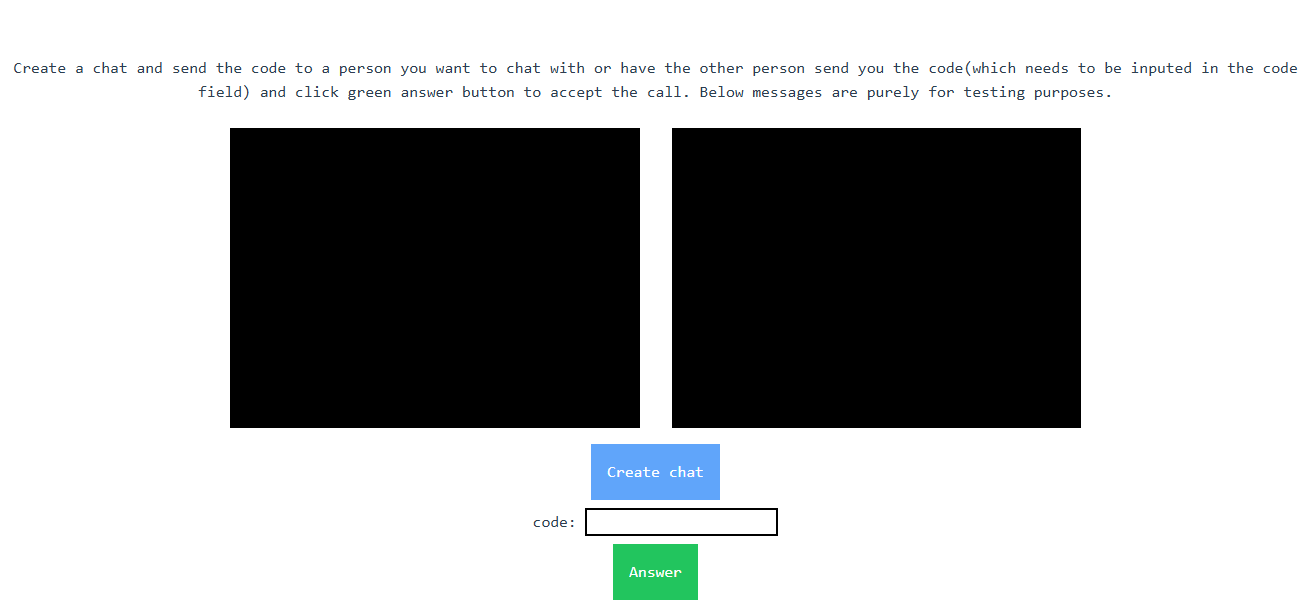 Create a chat and send the code to a person you want to chat with or have the other person send you the code(which needs to be inputed in the code
field) and click green answer button to accept the call. Below messages are purely for testing purposes.
Create chat
code:
Answer